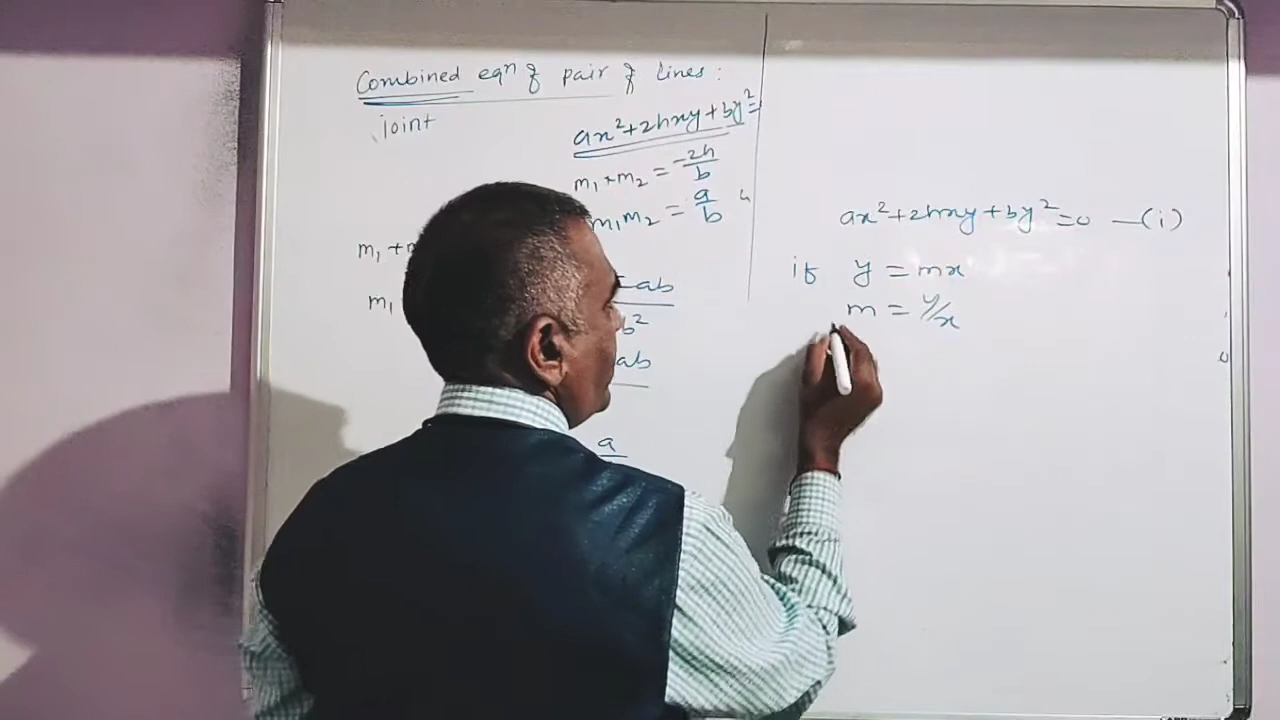 Combined eqn of pair of lines :
joint
ax²+2hxy+by²=
m₁+m₂ = -2h/b
m₁m₂ = a/b
m₁+
m₁
-ab
b²
ab
a
ax²+2hxy+by²=0 —(i)
if y = mx
m = y/x